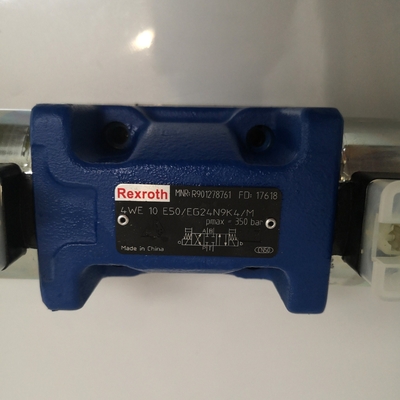 Rexroth MNR: R901278761 FD: 17618
4WE 10 E50/EG24N9K4/M
pmax - 350 bar
A B
P T
Made in China